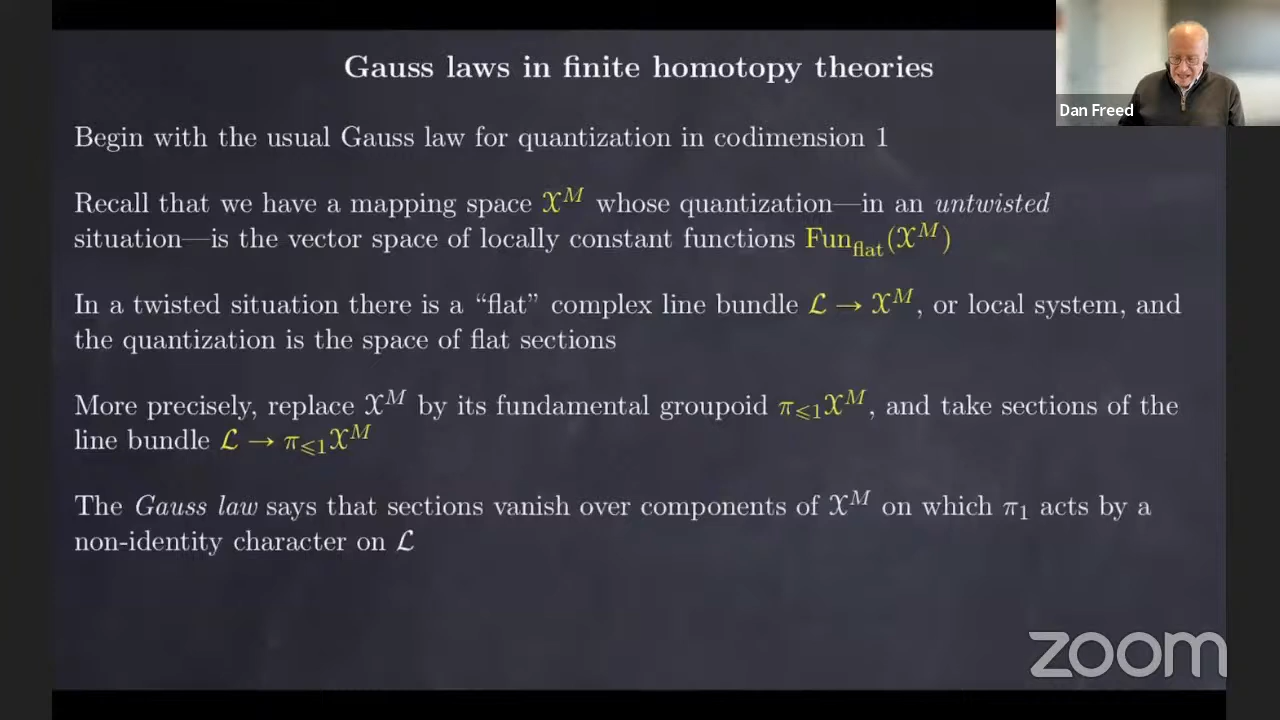 Gauss laws in finite homotopy theories
Dan Freed
Begin with the usual Gauss law for quantization in codimension 1
Recall that we have a mapping space 𝒳^M whose quantization—in an untwisted
situation—is the vector space of locally constant functions Fun_flat(𝒳^M)
In a twisted situation there is a “flat” complex line bundle ℒ → 𝒳^M, or local system, and
the quantization is the space of flat sections
More precisely, replace 𝒳^M by its fundamental groupoid π_⩽1𝒳^M, and take sections of the
line bundle ℒ → π_⩽1𝒳^M
The Gauss law says that sections vanish over components of 𝒳^M on which π_1 acts by a
non-identity character on ℒ
zoom